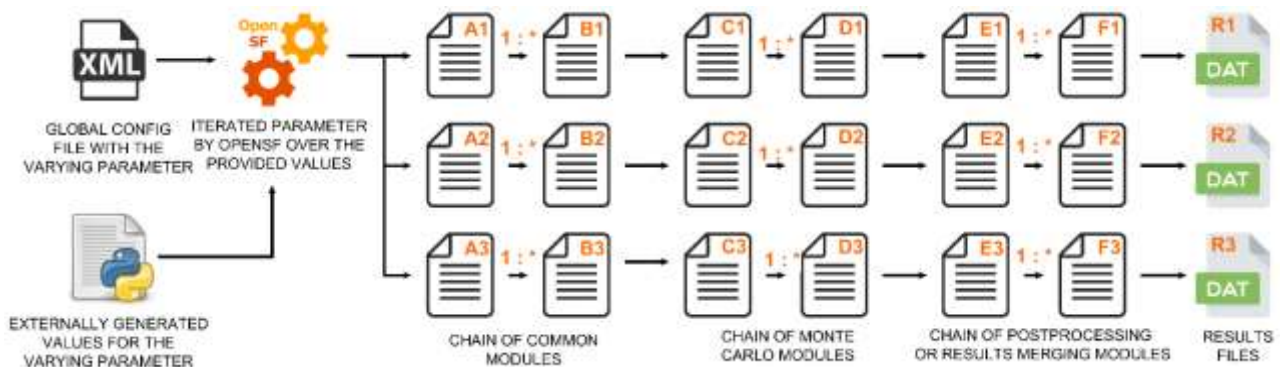 Open
SF
XML
GLOBAL CONFIG
FILE WITH THE
VARYING PARAMETER
ITERATED PARAMETER
BY OPENSF OVER THE
PROVIDED VALUES
EXTERNALLY GENERATED
VALUES FOR THE
VARYING PARAMETER
A1 1 : * B1 C1 1 : * D1 E1 1 : * F1 R1
DAT
A2 1 : * B2 C2 1 : * D2 E2 1 : * F2 R2
DAT
A3 1 : * B3 C3 1 : * D3 E3 1 : * F3 R3
DAT
CHAIN OF COMMON
MODULES
CHAIN OF MONTE
CARLO MODULES
CHAIN OF POSTPROCESSING
OR RESULTS MERGING MODULES
RESULTS
FILES